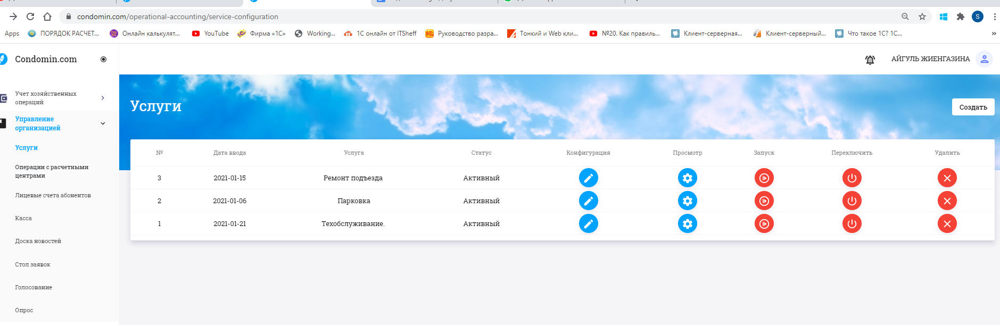 condomin.com/operational-accounting/service-configuration
S
Apps ПОРЯДОК РАСЧЕТ... Онлайн калькулят... YouTube Фирма «1С» Working... 1С онлайн от ITSheff Руководство разра... Тонкий и Web кли... №20. Как правиль... Клиент-серверная... Клиент-серверный... Что такое 1С? 1С... »
Condomin.com
АЙГУЛЬ ЖИЕНГАЗИНА
Учет хозяйственных
операций
Управление
организацией
Услуги
Операции с расчетными
центрами
Лицевые счета абонентов
Касса
Доска новостей
Стол заявок
Голосование
Опрос
Услуги
Создать
№ Дата ввода Услуга Статус Конфигурация Просмотр Запуск Переключить Удалить
3 2021-01-15 Ремонт подъезда Активный
2 2021-01-06 Парковка Активный
1 2021-01-21 Техобслуживание. Активный